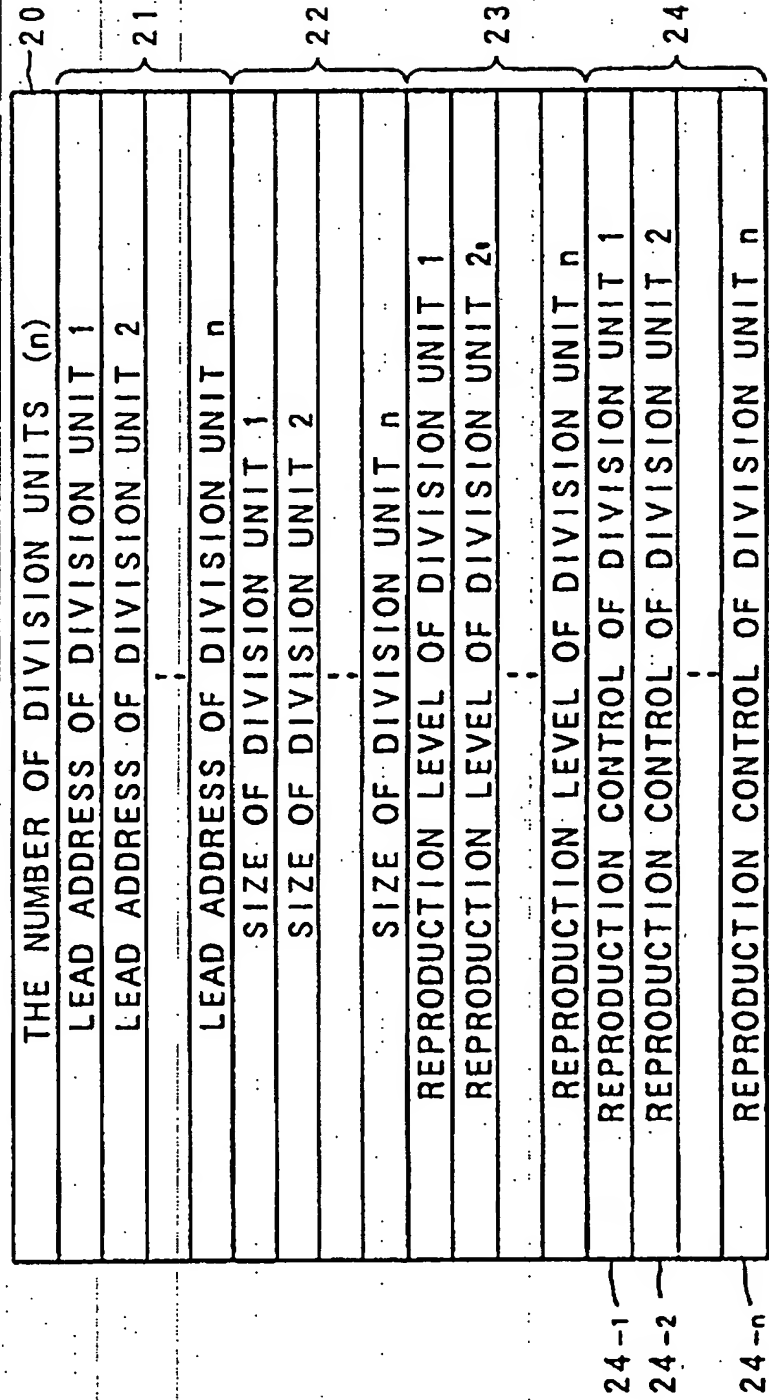 THE NUMBER OF DIVISION UNITS (n) 20
LEAD ADDRESS OF DIVISION UNIT 1
LEAD ADDRESS OF DIVISION UNIT 2
21
LEAD ADDRESS OF DIVISION UNIT n
SIZE OF DIVISION UNIT 1
SIZE OF DIVISION UNIT 2
22
SIZE OF DIVISION UNIT n
REPRODUCTION LEVEL OF DIVISION UNIT 1
REPRODUCTION LEVEL OF DIVISION UNIT 2
23
REPRODUCTION LEVEL OF DIVISION UNIT n
24-1 REPRODUCTION CONTROL OF DIVISION UNIT 1
24-2 REPRODUCTION CONTROL OF DIVISION UNIT 2
24
24-n REPRODUCTION CONTROL OF DIVISION UNIT n